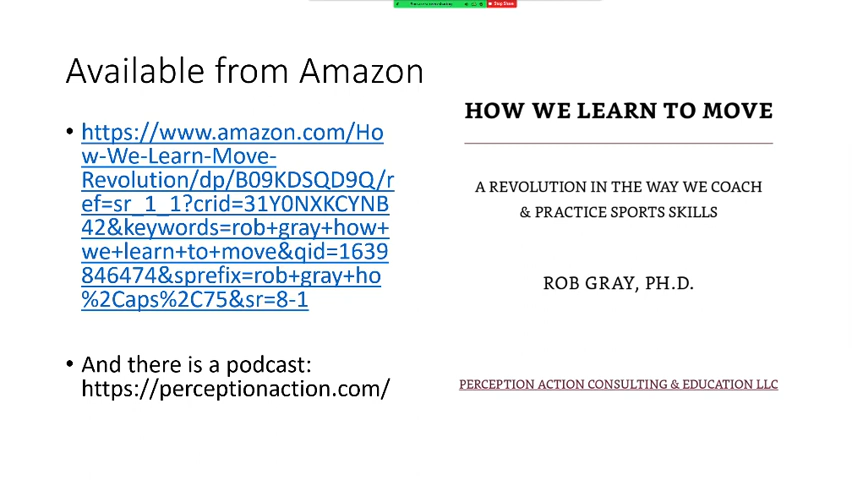 Stop Share
Available from Amazon
• https://www.amazon.com/Ho
w-We-Learn-Move-
Revolution/dp/B09KDSQD9Q/r
ef=sr_1_1?crid=31Y0NXKCYNB
42&keywords=rob+gray+how+
we+learn+to+move&qid=1639
846474&sprefix=rob+gray+ho
%2Caps%2C75&sr=8-1
• And there is a podcast:
https://perceptionaction.com/
HOW WE LEARN TO MOVE
A REVOLUTION IN THE WAY WE COACH
& PRACTICE SPORTS SKILLS
ROB GRAY, PH.D.
PERCEPTION ACTION CONSULTING & EDUCATION LLC